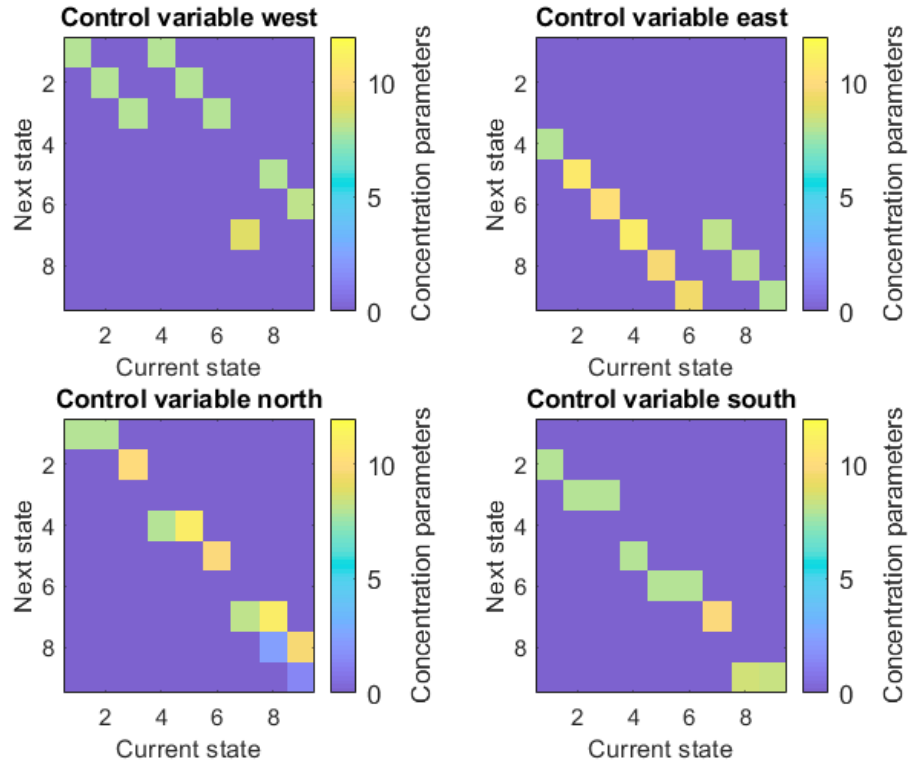 Control variable west
Next state
2
4
6
8
2 4 6 8
Current state
0
5
10
Concentration parameters
Control variable east
Next state
2
4
6
8
2 4 6 8
Current state
0
5
10
Concentration parameters
Control variable north
Next state
2
4
6
8
2 4 6 8
Current state
0
5
10
Concentration parameters
Control variable south
Next state
2
4
6
8
2 4 6 8
Current state
0
5
10
Concentration parameters